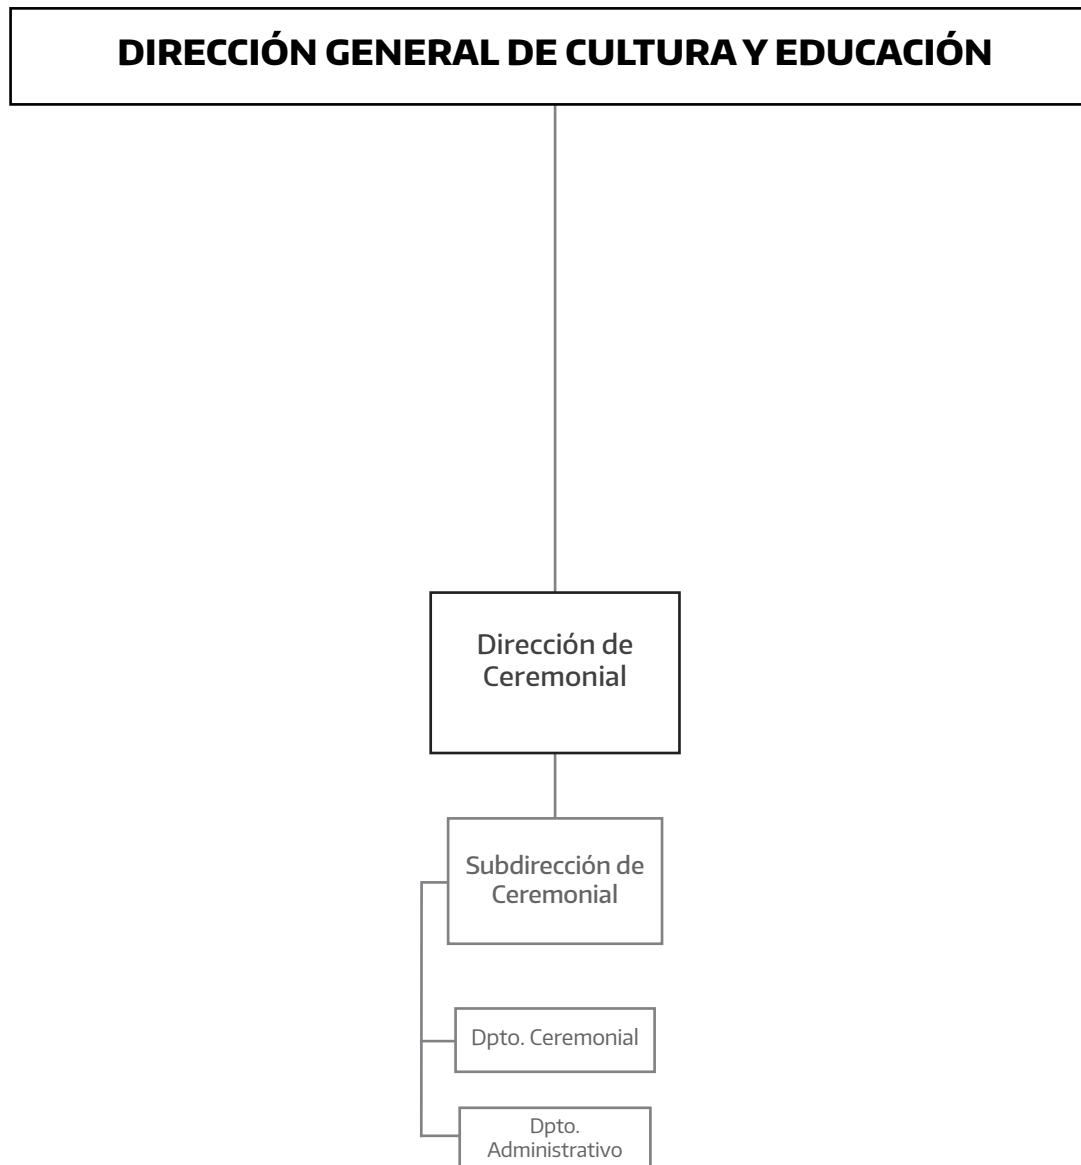 DIRECCIÓN GENERAL DE CULTURA Y EDUCACIÓN
Dirección de
Ceremonial
Subdirección de
Ceremonial
Dpto. Ceremonial
Dpto.
Administrativo